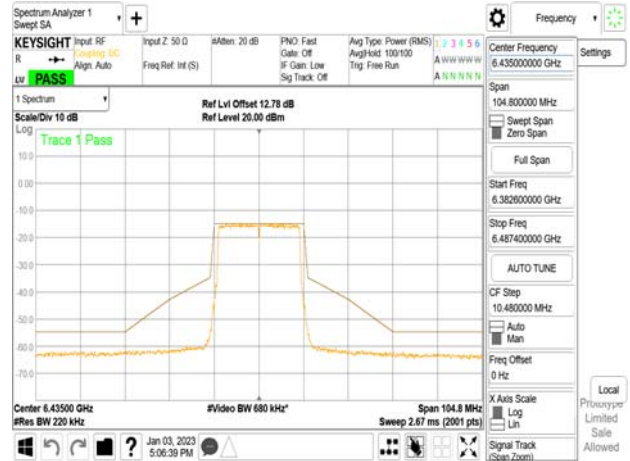 Spectrum Analyzer 1
Swept SA
+
Frequency
KEYSIGHT
Input: RF
Coupling: DC
Align: Auto
Input Z: 50 Ω
Freq Ref: Int (S)
#Atten: 20 dB
PNO: Fast
Gate: Off
IF Gain: Low
Sig Track: Off
Avg Type: Power (RMS)
Avg|Hold: 100/100
Trig: Free Run
1 2 3 4 5 6
A W W W W W
A N N N N N
R
LV PASS
Center Frequency
6.435000000 GHz
Settings
Span
104.800000 MHz
Swept Span
Zero Span
Full Span
Start Freq
6.382600000 GHz
Stop Freq
6.487400000 GHz
AUTO TUNE
CF Step
10.480000 MHz
Auto
Man
Freq Offset
0 Hz
X Axis Scale
Log
Lin
Signal Track
(Span Zoom)
Local
Prototype
Limited
Sale
Allowed
1 Spectrum
Scale/Div 10 dB
Ref Lvl Offset 12.78 dB
Ref Level 20.00 dBm
Log
Trace 1 Pass
10.0
0.00
-10.0
-20.0
-30.0
-40.0
-50.0
-60.0
-70.0
Center 6.43500 GHz
#Res BW 220 kHz
#Video BW 680 kHz*
Span 104.8 MHz
Sweep 2.67 ms (2001 pts)
?
Jan 03, 2023
5:06:39 PM